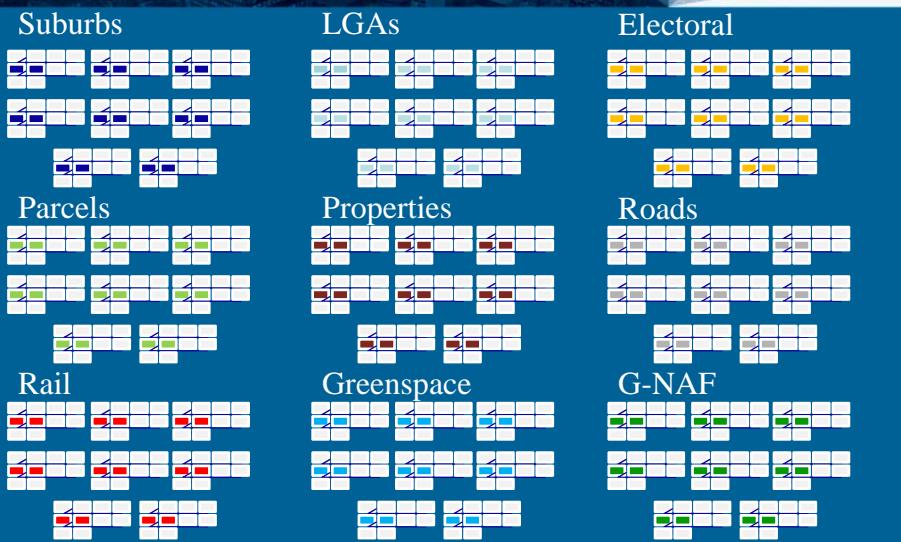 Suburbs
LGAs
Electoral
Parcels
Properties
Roads
Rail
Greenspace
G-NAF